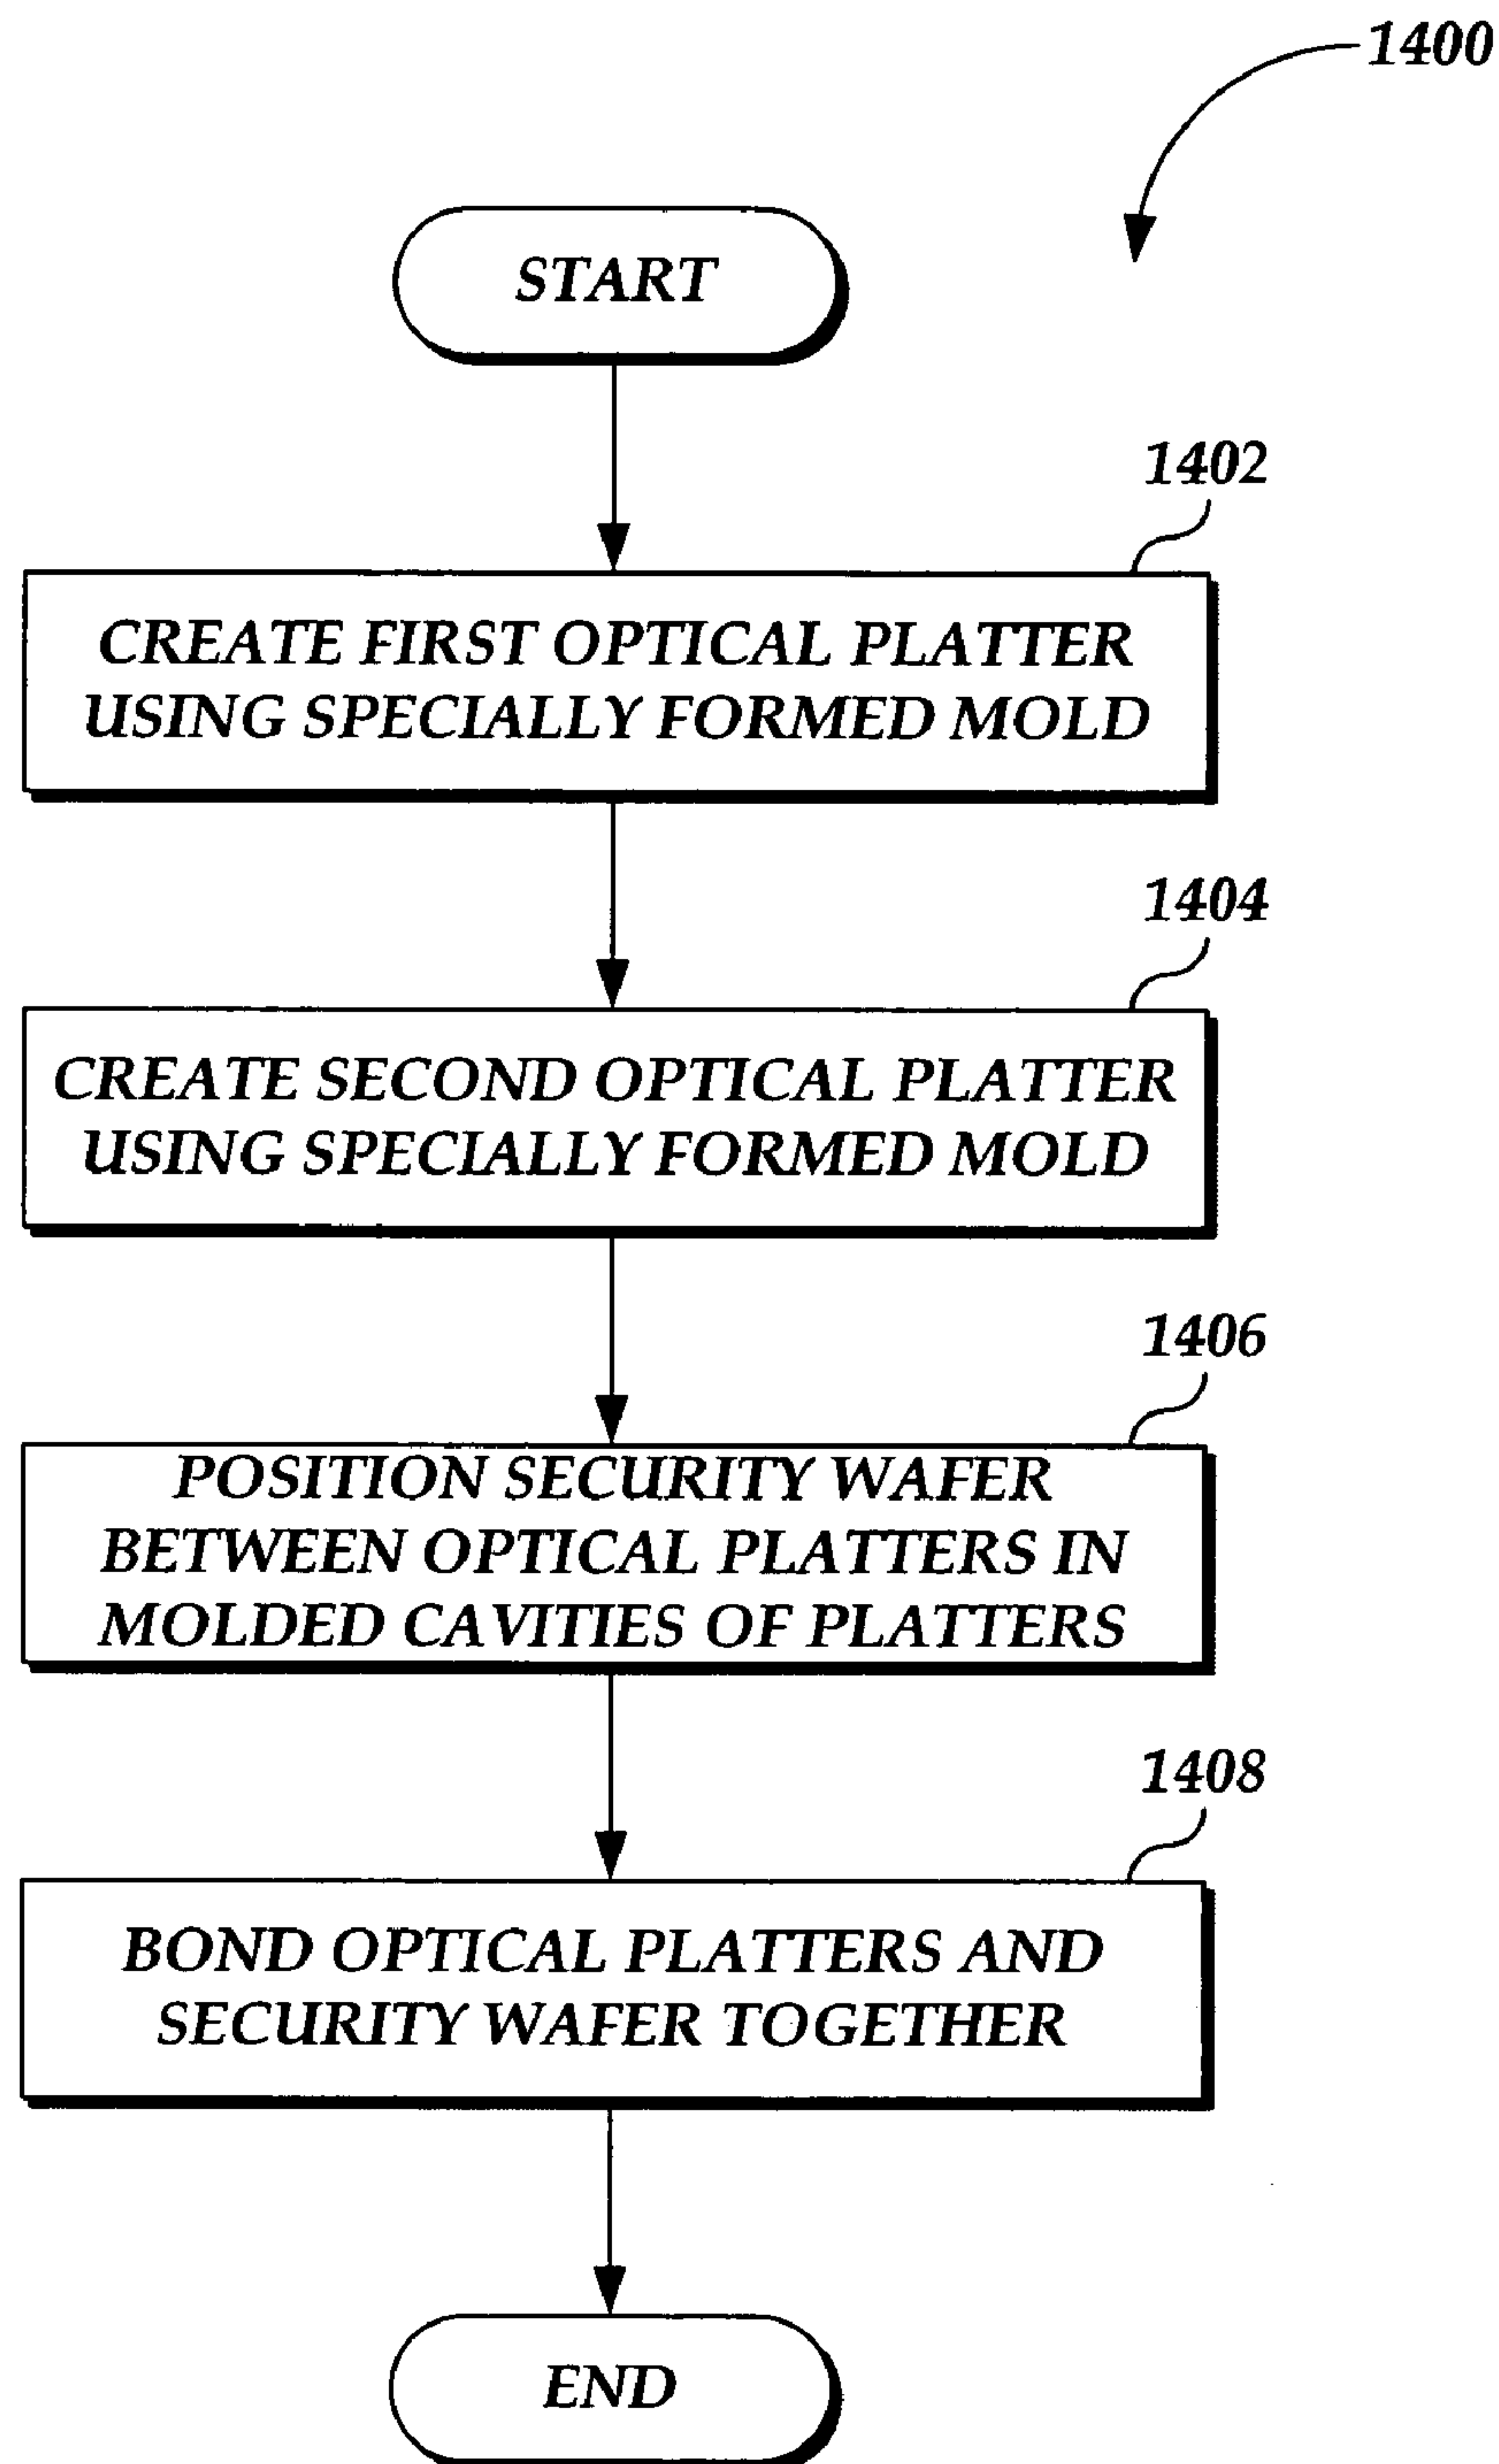 1400
START
1402
CREATE FIRST OPTICAL PLATTER
USING SPECIALLY FORMED MOLD
1404
CREATE SECOND OPTICAL PLATTER
USING SPECIALLY FORMED MOLD
1406
POSITION SECURITY WAFER
BETWEEN OPTICAL PLATTERS IN
MOLDED CAVITIES OF PLATTERS
1408
BOND OPTICAL PLATTERS AND
SECURITY WAFER TOGETHER
END